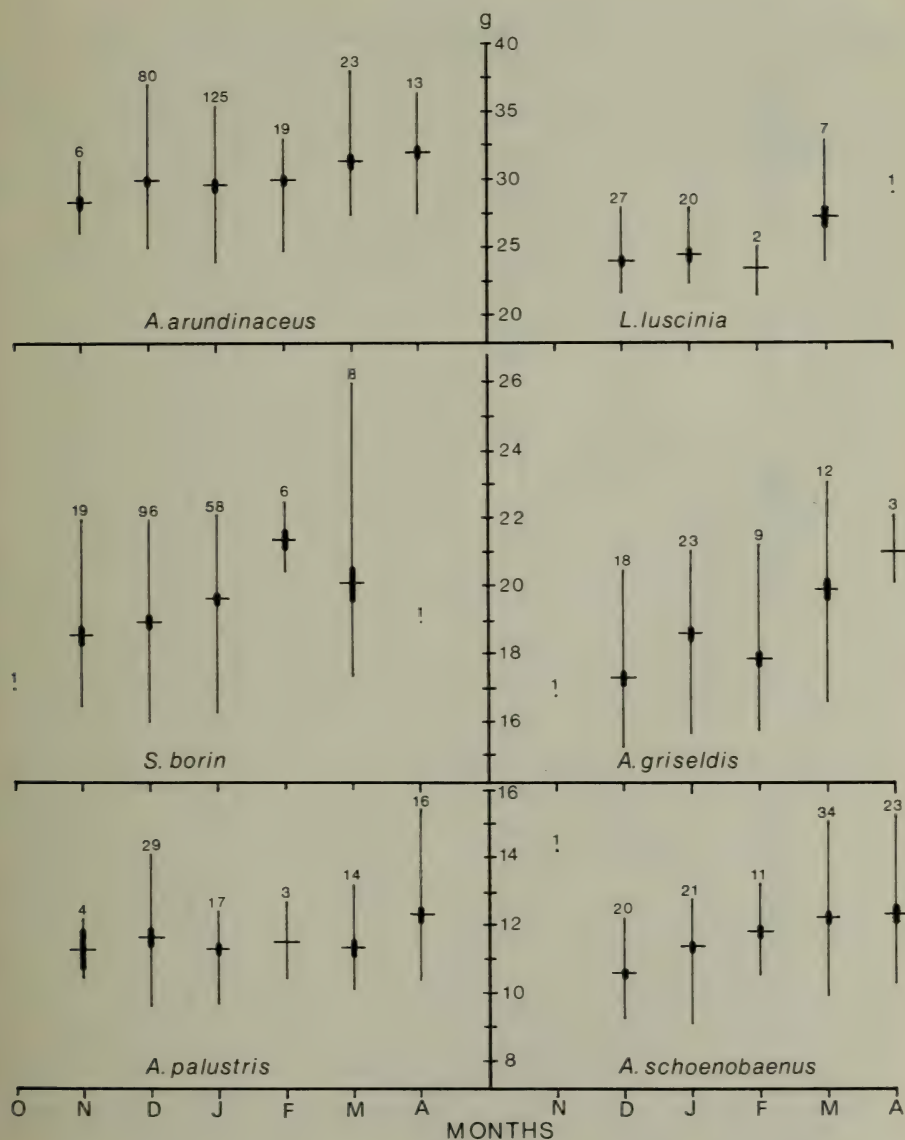 g
40
35
30
25
20
6 80 125 19 23 13
A. arundinaceus
27 20 2 7 1
L. luscinia
26
24
22
20
18
16
1 19 96 58 6 8 1
S. borin
1 18 23 9 12 3
A. griseldis
16
14
12
10
8
4 29 17 3 14 16
A. palustris
1 20 21 11 34 23
A. schoenobaenus
O N D J F M A N D J F M A
MONTHS